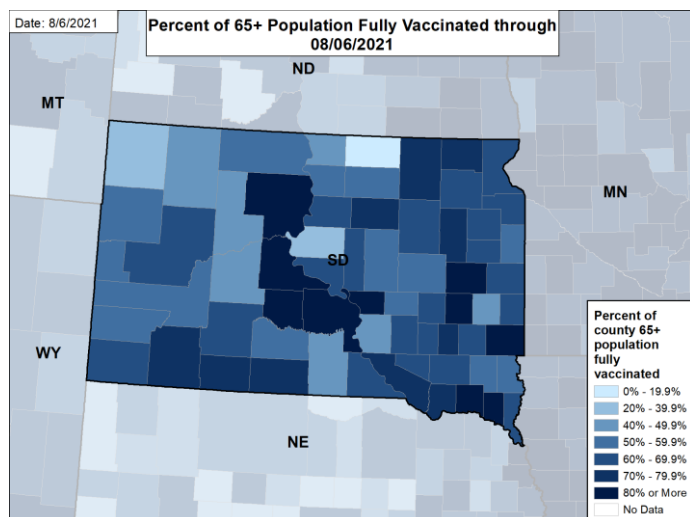 Date: 8/6/2021
Percent of 65+ Population Fully Vaccinated through
08/06/2021
ND
MT
MN
SD
WY
NE
Percent of
county 65+
population
fully
vaccinated
0% - 19.9%
20% - 39.9%
40% - 49.9%
50% - 59.9%
60% - 69.9%
70% - 79.9%
80% or More
No Data